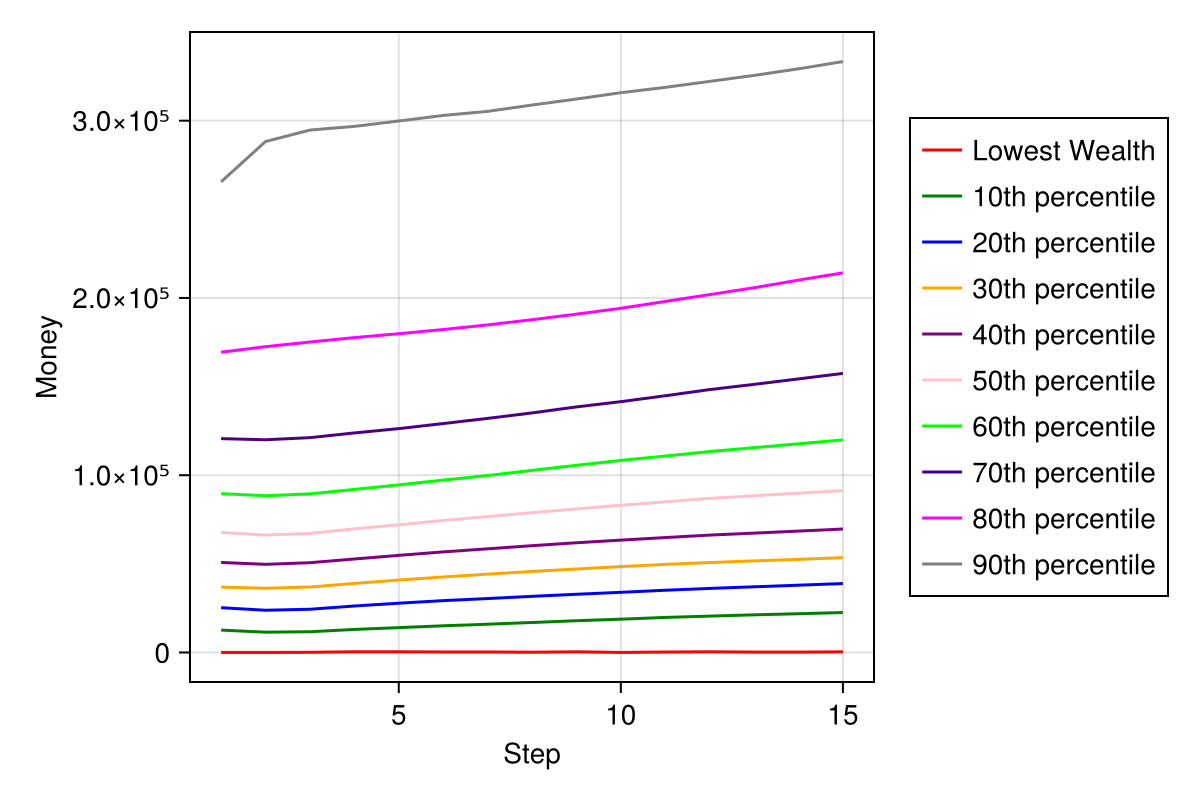 3.0×10⁵
2.0×10⁵
1.0×10⁵
0
Money
5
10
15
Step
Lowest Wealth
10th percentile
20th percentile
30th percentile
40th percentile
50th percentile
60th percentile
70th percentile
80th percentile
90th percentile